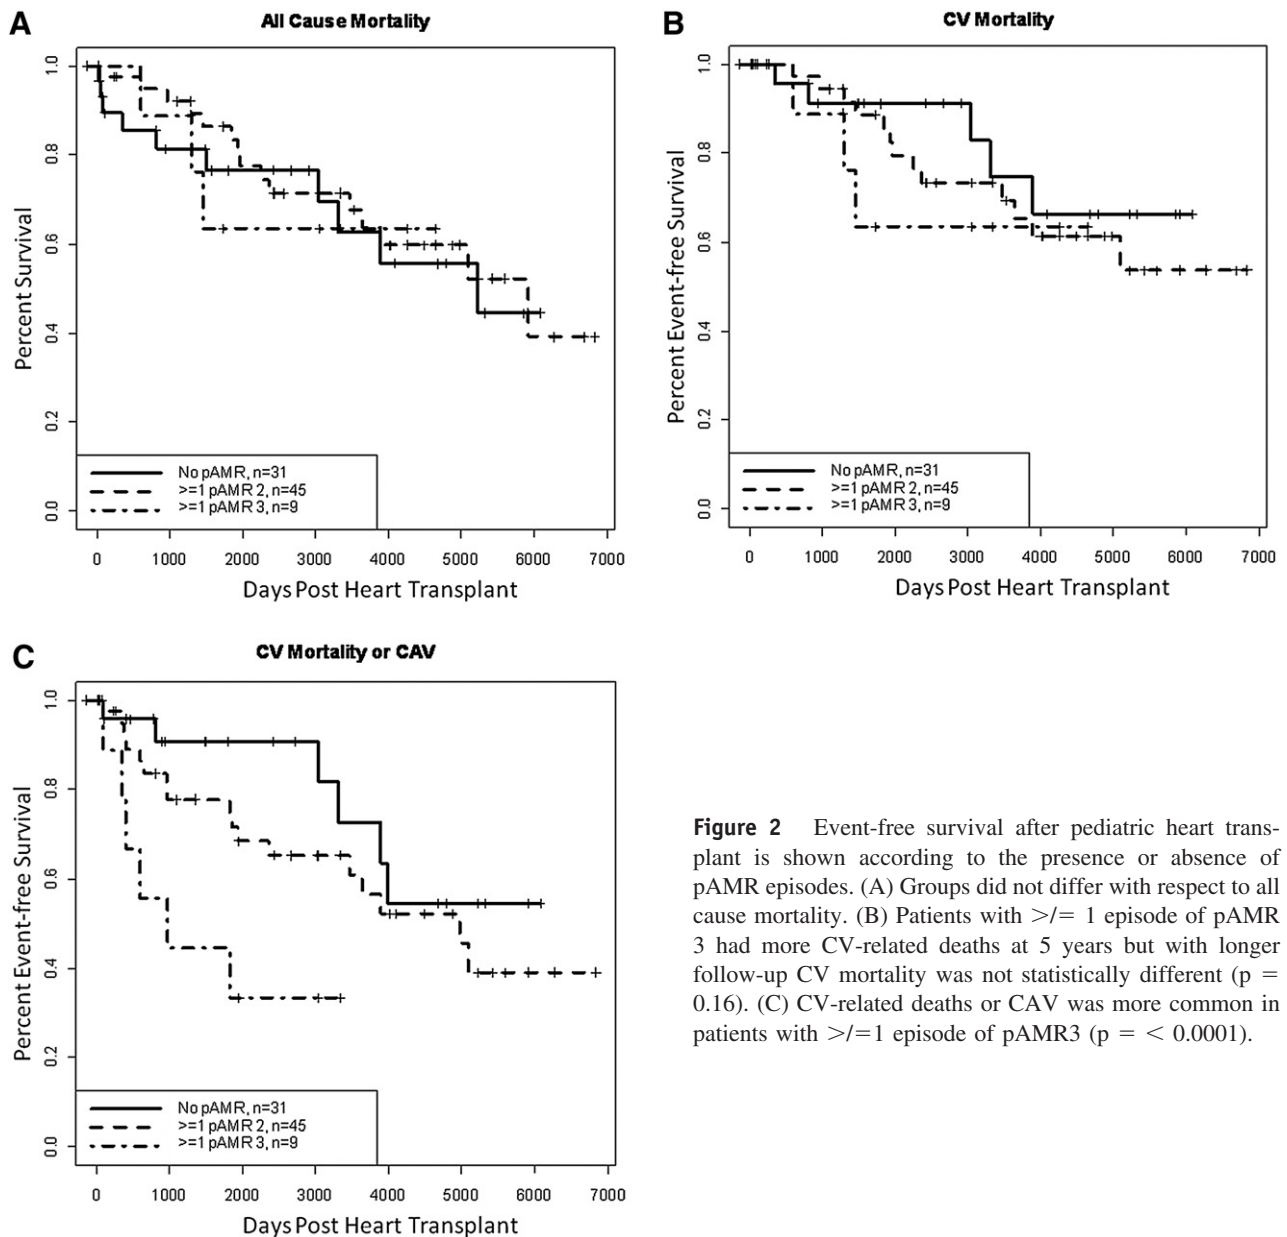 A
All Cause Mortality
Percent Survival
1.0
0.8
0.6
0.4
0.2
0.0
No pAMR, n=31
>=1 pAMR 2, n=45
>=1 pAMR 3, n=9
0 1000 2000 3000 4000 5000 6000 7000
Days Post Heart Transplant
B
CV Mortality
Percent Event-free Survival
1.0
0.8
0.6
0.4
0.2
0.0
No pAMR, n=31
>=1 pAMR 2, n=45
>=1 pAMR 3, n=9
0 1000 2000 3000 4000 5000 6000 7000
Days Post Heart Transplant
C
CV Mortality or CAV
Percent Event-free Survival
1.0
0.8
0.6
0.4
0.2
0.0
No pAMR, n=31
>=1 pAMR 2, n=45
>=1 pAMR 3, n=9
0 1000 2000 3000 4000 5000 6000 7000
Days Post Heart Transplant
Figure 2 Event-free survival after pediatric heart trans-
plant is shown according to the presence or absence of
pAMR episodes. (A) Groups did not differ with respect to all
cause mortality. (B) Patients with >/= 1 episode of pAMR
3 had more CV-related deaths at 5 years but with longer
follow-up CV mortality was not statistically different (p =
0.16). (C) CV-related deaths or CAV was more common in
patients with >/=1 episode of pAMR3 (p = < 0.0001).